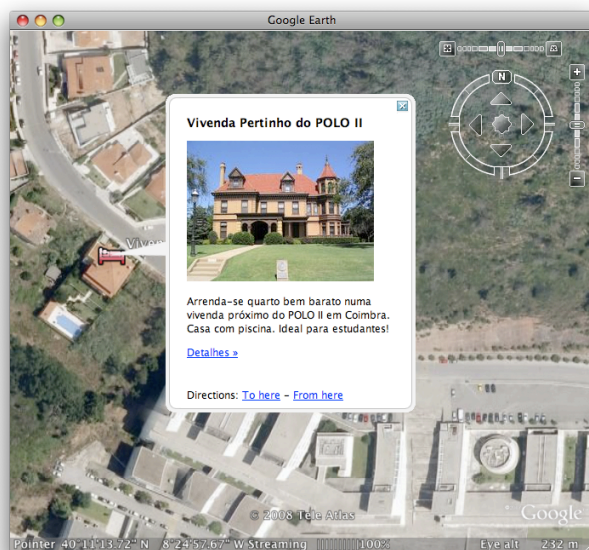 Google Earth
N
Vivenda Pertinho do POLO II
Viven
Arrenda-se quarto bem barato numa
vivenda próximo do POLO II em Coimbra.
Casa com piscina. Ideal para estudantes!
Detalhes »
Directions: To here - From here
© 2008 Tele Atlas
Google
Pointer 40°11'13.72" N 8°24'57.67" W Streaming ||||||||||100% Eye alt 232 m